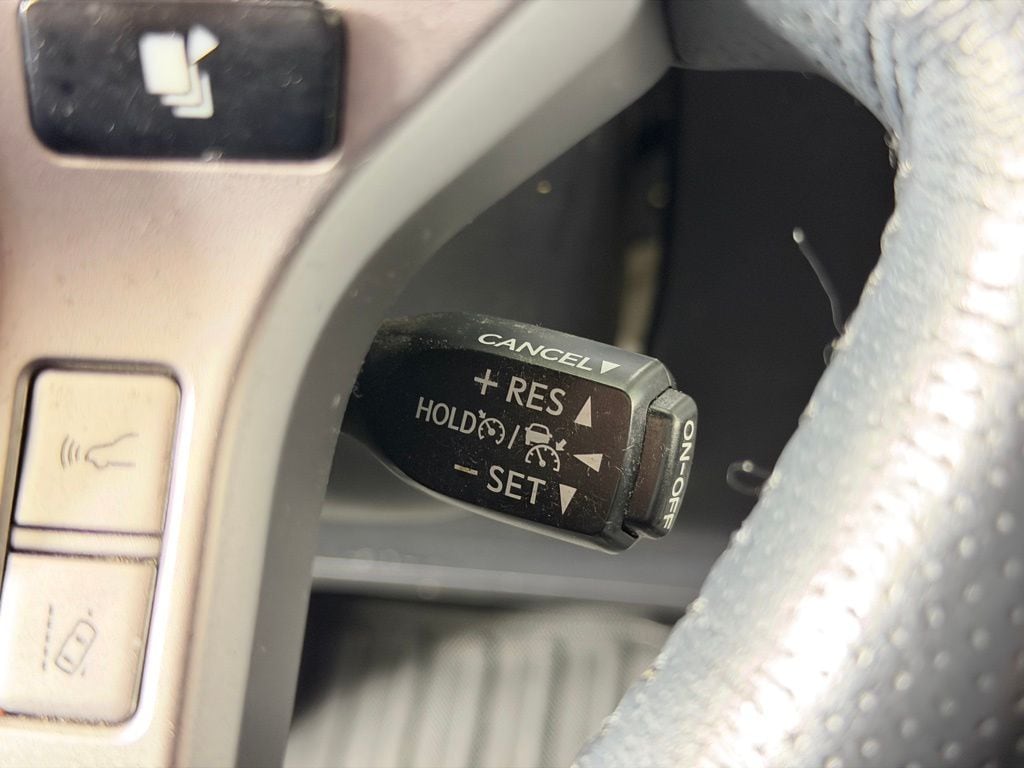 CANCEL▼
+ RES ▲
HOLD / ◀
− SET ▼
ON-OFF